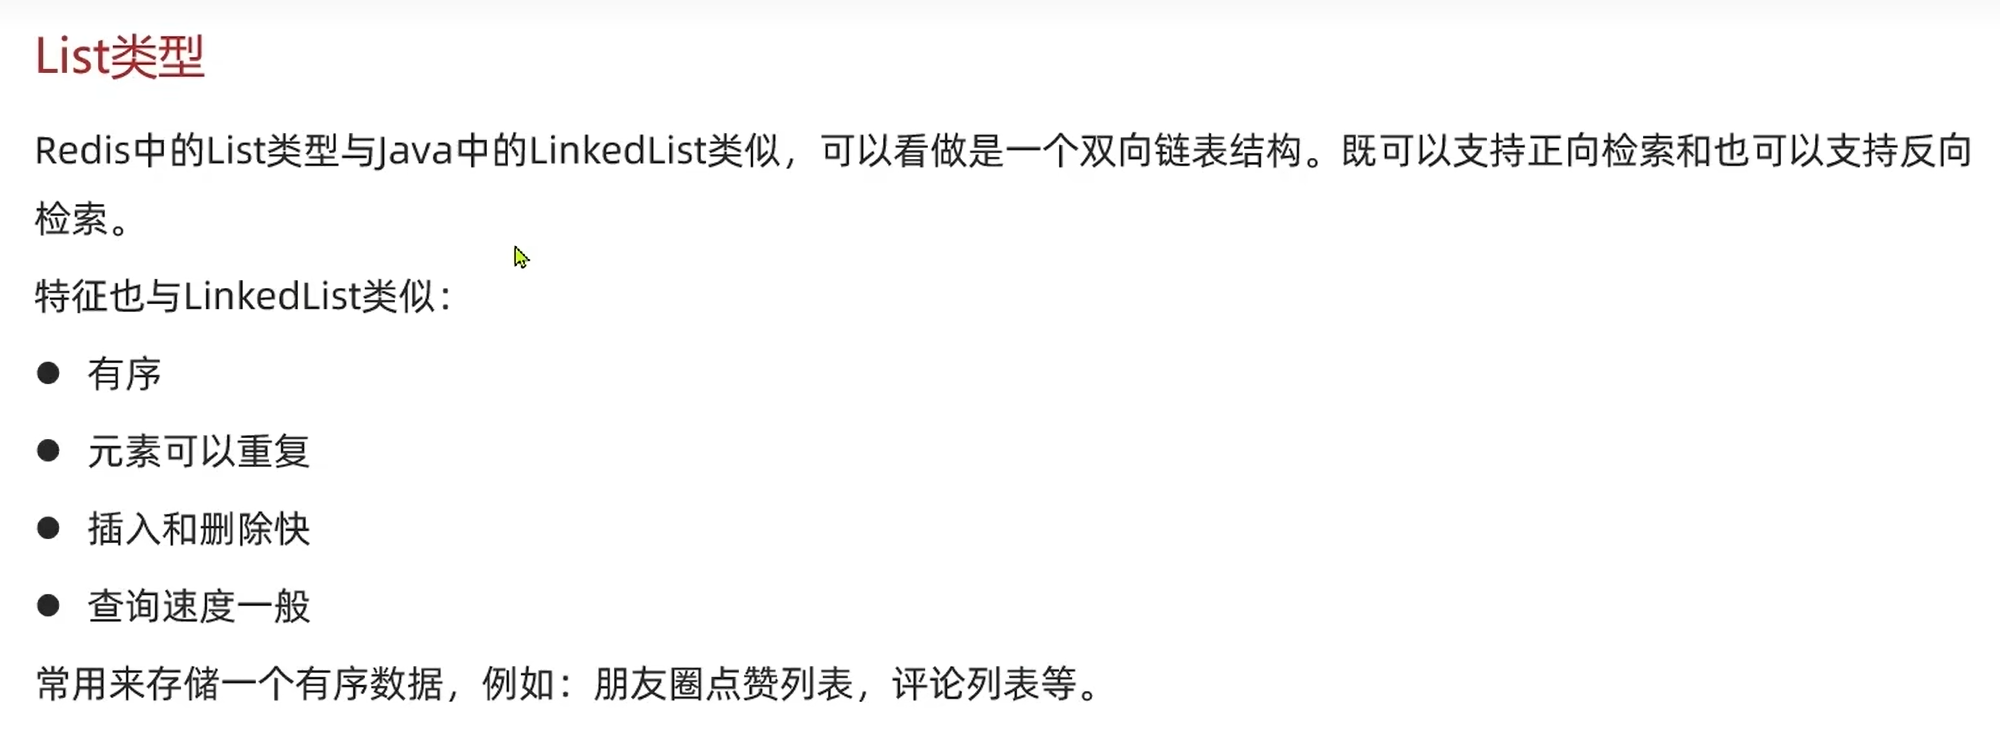 List类型
Redis中的List类型与Java中的LinkedList类似，可以看做是一个双向链表结构。既可以支持正向检索和也可以支持反向
检索。
特征也与LinkedList类似：
● 有序
● 元素可以重复
● 插入和删除快
● 查询速度一般
常用来存储一个有序数据，例如：朋友圈点赞列表，评论列表等。